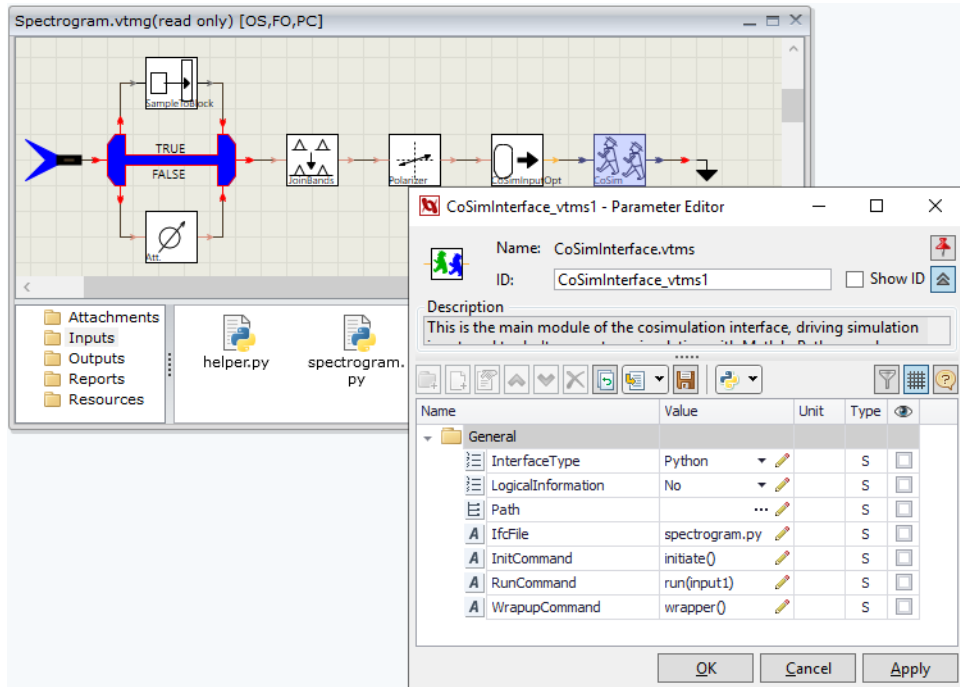 Spectrogram.vtmg(read only) [OS,FO,PC]
SampleToBlock
TRUE
FALSE
JoinBands
Polarizer
CoSimInputOpt
CoSim
Att.
Attachments
Inputs
Outputs
Reports
Resources
helper.py
spectrogram.
py
CoSimInterface_vtms1 - Parameter Editor
Name: CoSimInterface.vtms
ID: CoSimInterface_vtms1 Show ID
Description
This is the main module of the cosimulation interface, driving simulation
Name Value Unit Type
General
InterfaceType Python S
LogicalInformation No S
Path ... S
A IfcFile spectrogram.py S
A InitCommand initiate() S
A RunCommand run(input1) S
A WrapupCommand wrapper() S
OK Cancel Apply